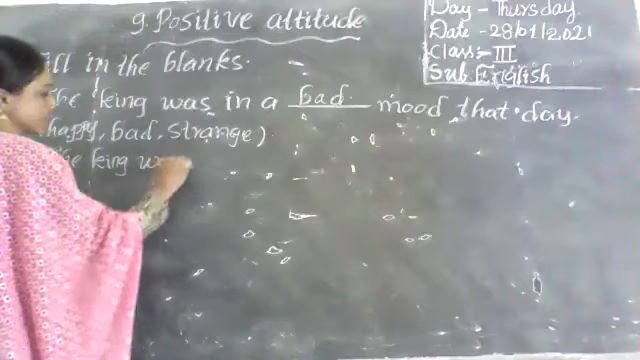 9. Positive attitude
Day - Thursday
Date - 28/01/2021
Class:- III
Sub: English
ill in the blanks.
he king was in a bad mood that day.
(happy, bad, strange)
he king w